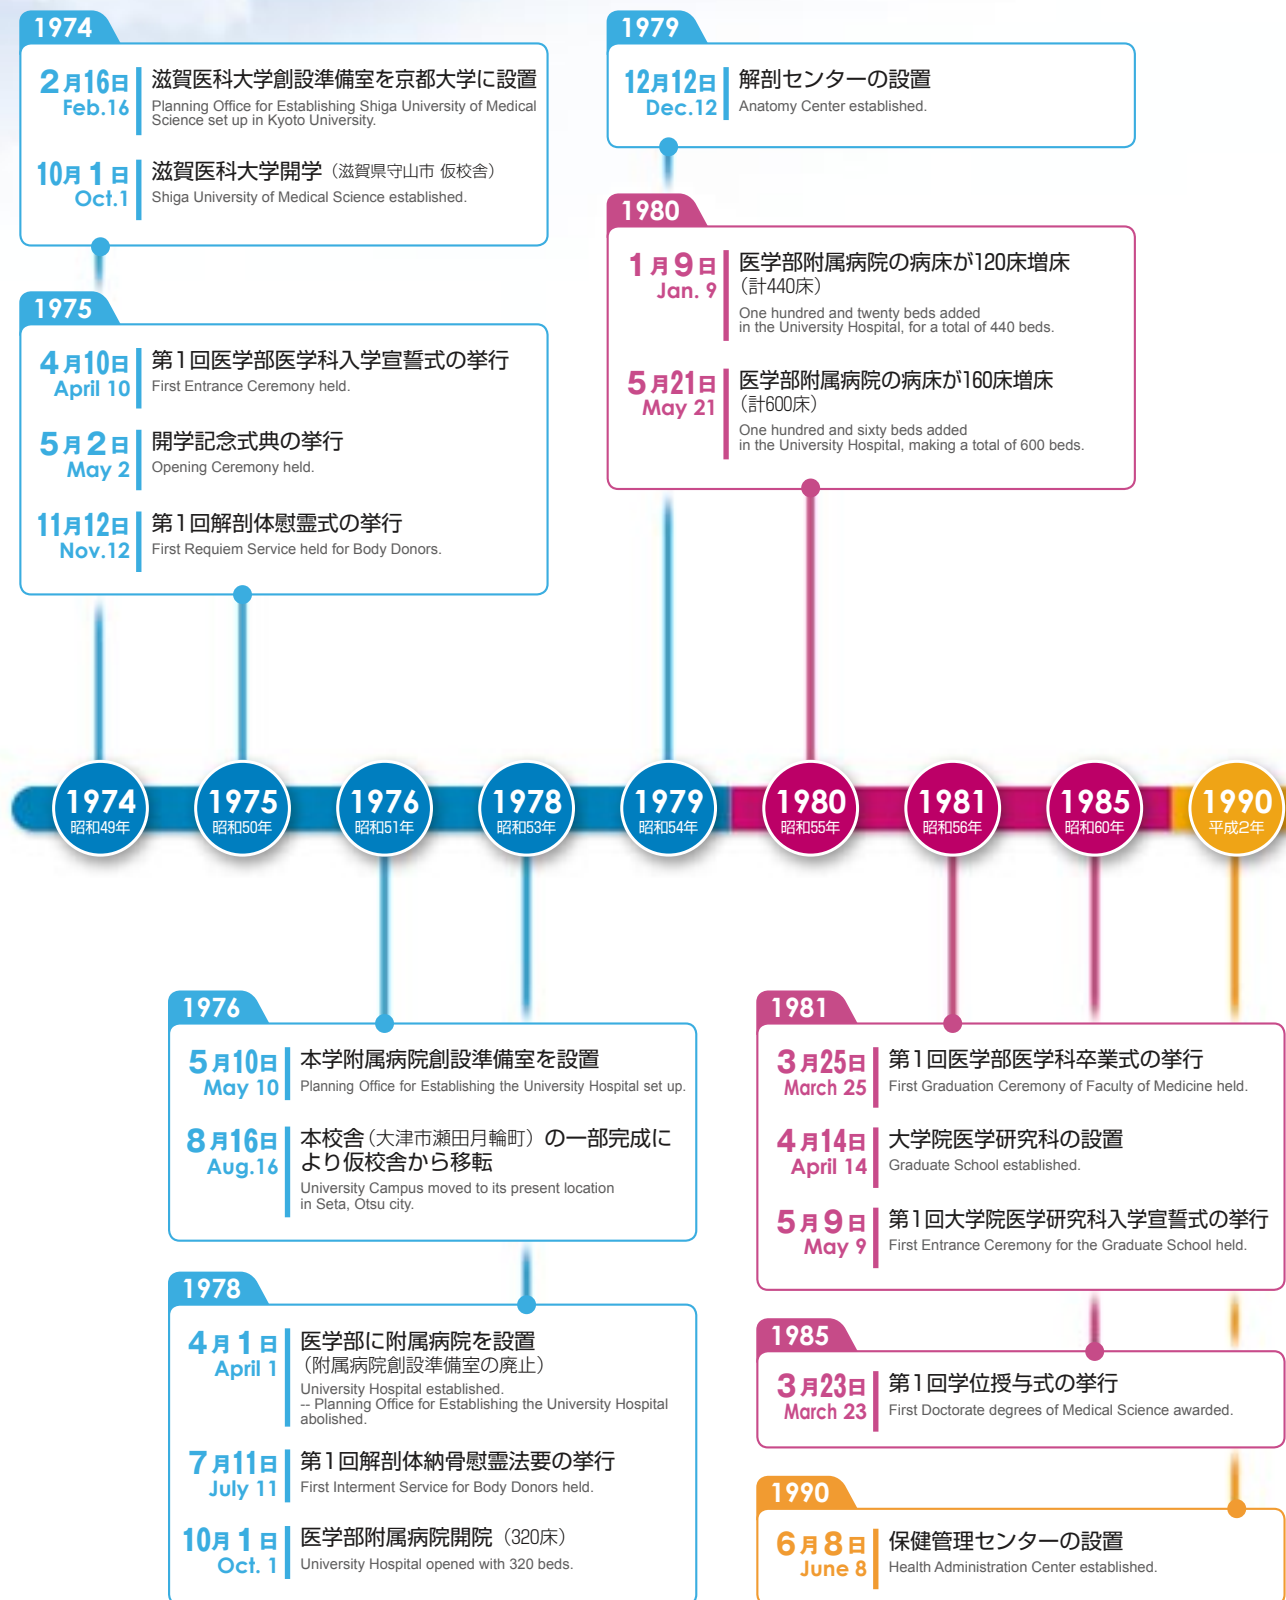 1974
2月16日
Feb.16
滋賀医科大学創設準備室を京都大学に設置
Planning Office for Establishing Shiga University of Medical
Science set up in Kyoto University.
10月1日
Oct.1
滋賀医科大学開学（滋賀県守山市 仮校舎）
Shiga University of Medical Science established.
1975
4月10日
April 10
第1回医学部医学科入学宣誓式の挙行
First Entrance Ceremony held.
5月2日
May 2
開学記念式典の挙行
Opening Ceremony held.
11月12日
Nov.12
第1回解剖体慰霊式の挙行
First Requiem Service held for Body Donors.
1979
12月12日
Dec.12
解剖センターの設置
Anatomy Center established.
1980
1月9日
Jan. 9
医学部附属病院の病床が120床増床
（計440床）
One hundred and twenty beds added
in the University Hospital, for a total of 440 beds.
5月21日
May 21
医学部附属病院の病床が160床増床
（計600床）
One hundred and sixty beds added
in the University Hospital, making a total of 600 beds.
1974
昭和49年
1975
昭和50年
1976
昭和51年
1978
昭和53年
1979
昭和54年
1980
昭和55年
1981
昭和56年
1985
昭和60年
1990
平成2年
1976
5月10日
May 10
本学附属病院創設準備室を設置
Planning Office for Establishing the University Hospital set up.
8月16日
Aug.16
本校舎（大津市瀬田月輪町）の一部完成に
より仮校舎から移転
University Campus moved to its present location
in Seta, Otsu city.
1978
4月1日
April 1
医学部に附属病院を設置
（附属病院創設準備室の廃止）
University Hospital established.
-- Planning Office for Establishing the University Hospital
abolished.
7月11日
July 11
第1回解剖体納骨慰霊法要の挙行
First Interment Service for Body Donors held.
10月1日
Oct. 1
医学部附属病院開院（320床）
University Hospital opened with 320 beds.
1981
3月25日
March 25
第1回医学部医学科卒業式の挙行
First Graduation Ceremony of Faculty of Medicine held.
4月14日
April 14
大学院医学研究科の設置
Graduate School established.
5月9日
May 9
第1回大学院医学研究科入学宣誓式の挙行
First Entrance Ceremony for the Graduate School held.
1985
3月23日
March 23
第1回学位授与式の挙行
First Doctorate degrees of Medical Science awarded.
1990
6月8日
June 8
保健管理センターの設置
Health Administration Center established.